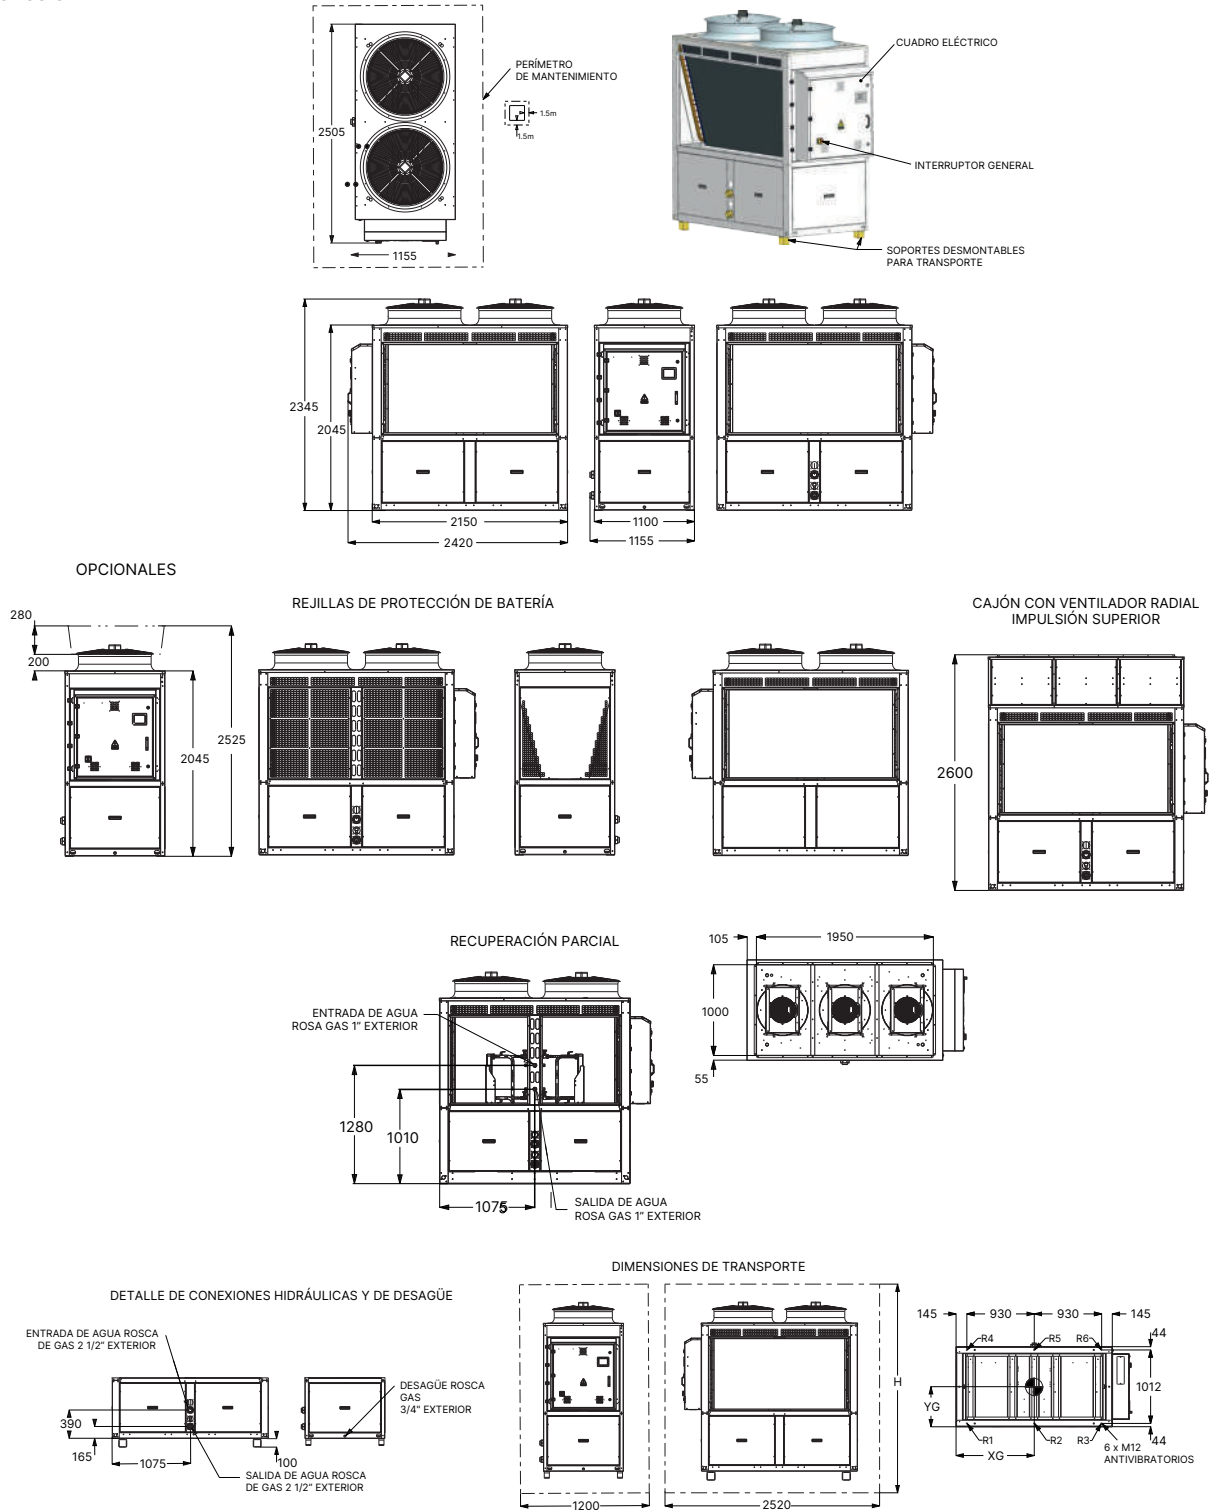 PERÍMETRO
DE MANTENIMIENTO
1.5m
1.5m
2505
1155
CUADRO ELÉCTRICO
INTERRUPTOR GENERAL
SOPORTES DESMONTABLES
PARA TRANSPORTE
2345
2045
2150
2420
1100
1155
OPCIONALES
REJILLAS DE PROTECCIÓN DE BATERÍA
280
200
2045
2525
CAJÓN CON VENTILADOR RADIAL
IMPULSIÓN SUPERIOR
2600
RECUPERACIÓN PARCIAL
ENTRADA DE AGUA
ROSA GAS 1" EXTERIOR
1280
1010
1075
SALIDA DE AGUA
ROSA GAS 1" EXTERIOR
105
1950
1000
55
DETALLE DE CONEXIONES HIDRÁULICAS Y DE DESAGÜE
ENTRADA DE AGUA ROSCA
DE GAS 2 1/2" EXTERIOR
390
165
1075
100
SALIDA DE AGUA ROSCA
DE GAS 2 1/2" EXTERIOR
DESAGÜE ROSCA
GAS
3/4" EXTERIOR
DIMENSIONES DE TRANSPORTE
1200
2520
H
145
930
930
145
R4
R5
R6
44
1012
44
YG
XG
R1
R2
R3
6 x M12
ANTIVIBRATORIOS